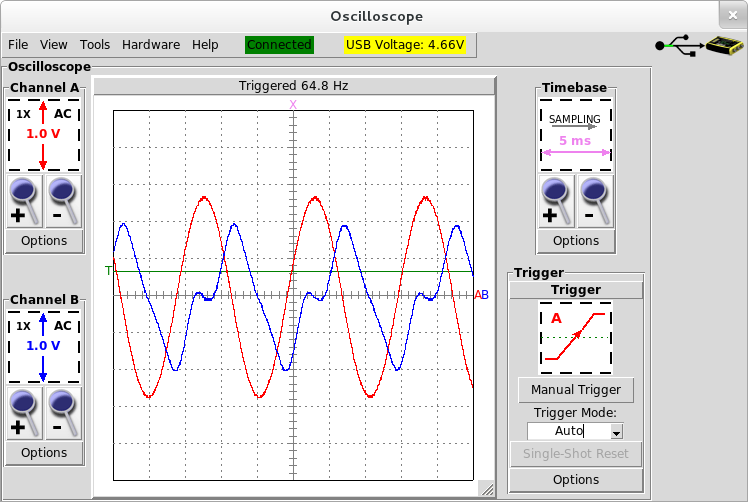 Oscilloscope
File View Tools Hardware Help Connected USB Voltage: 4.66V
Oscilloscope
Channel A
1X AC
1.0 V
+ -
Options
Channel B
1X AC
1.0 V
+ -
Options
Triggered 64.8 Hz
X
T
AB
Timebase
SAMPLING
5 ms
+ -
Options
Trigger
Trigger
A
Manual Trigger
Trigger Mode:
Auto
Single-Shot Reset
Options